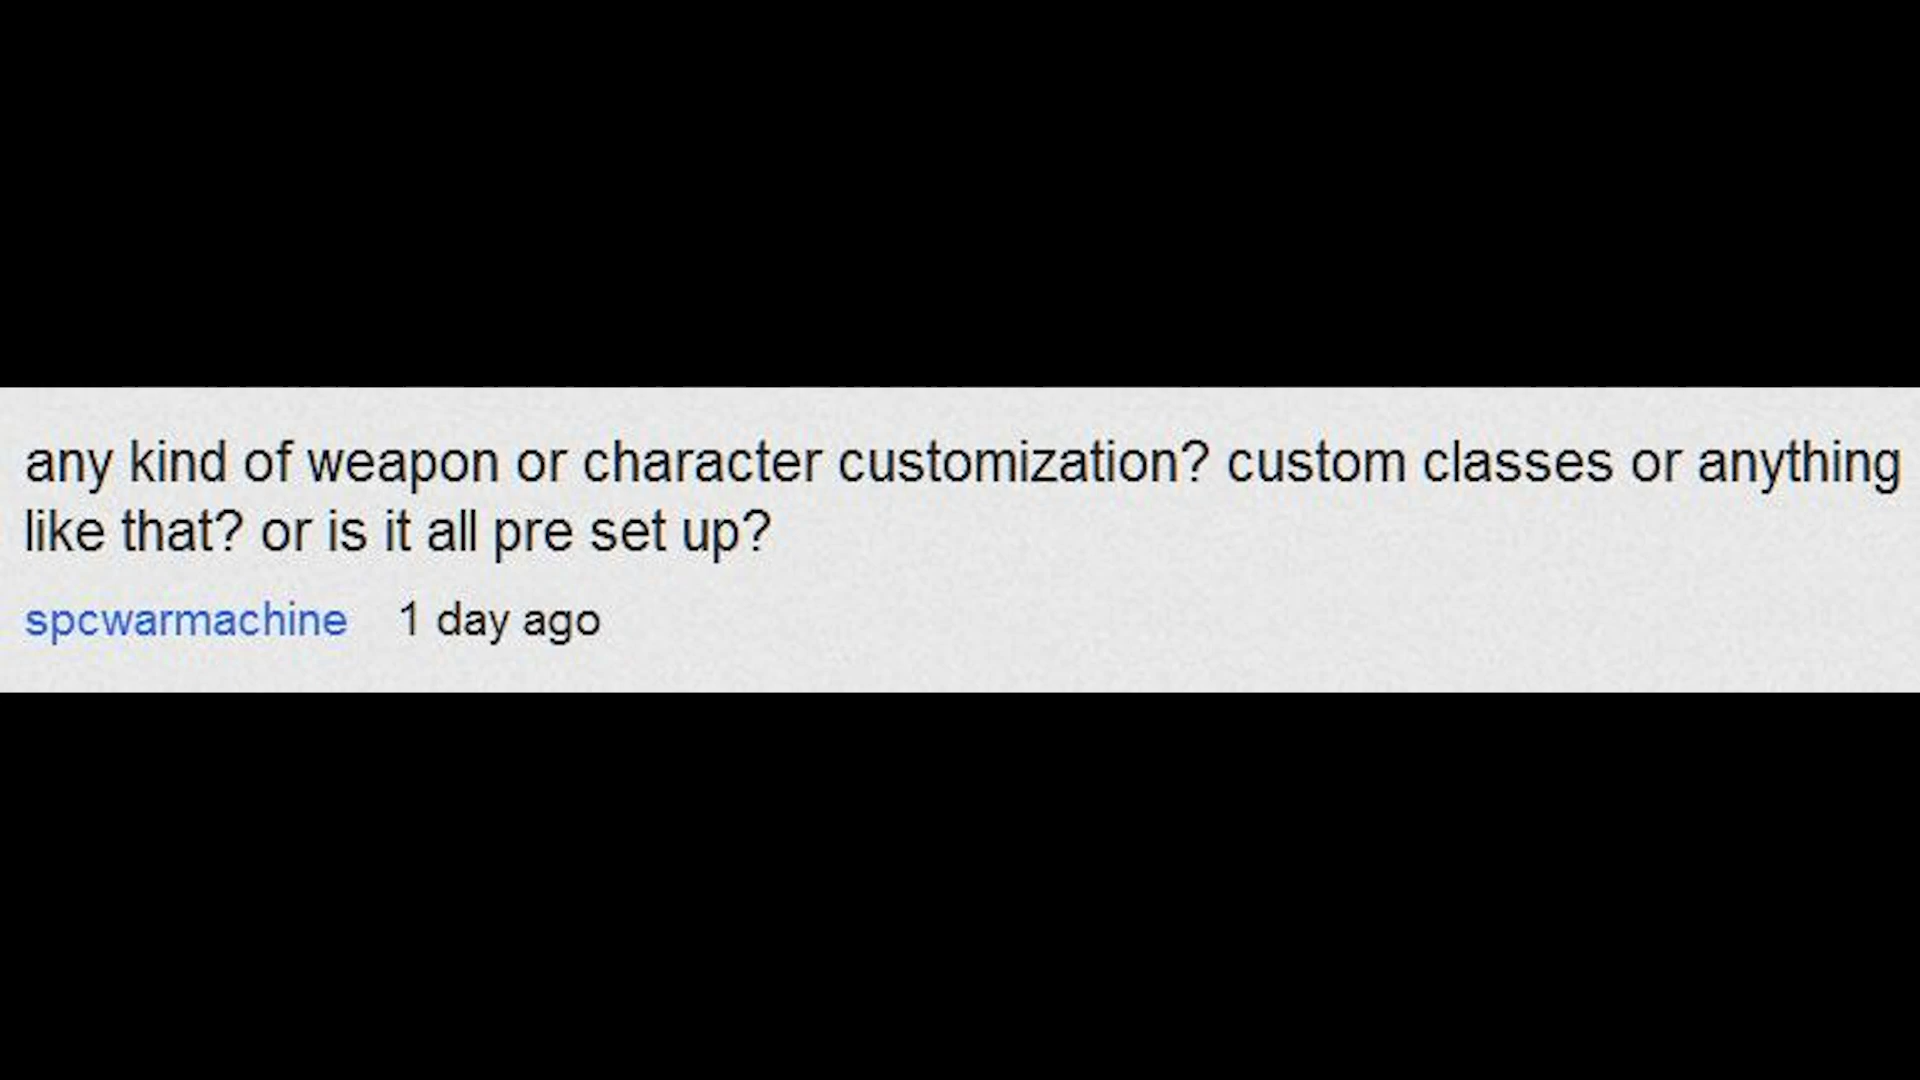 any kind of weapon or character customization? custom classes or anything
like that? or is it all pre set up?
spcwarmachine 1 day ago